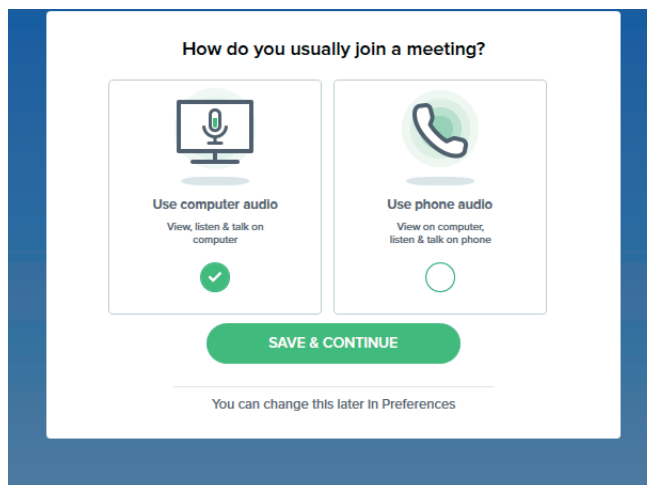 How do you usually join a meeting?
Use computer audio
View, listen & talk on
computer
Use phone audio
View on computer,
listen & talk on phone
SAVE & CONTINUE
You can change this later in Preferences